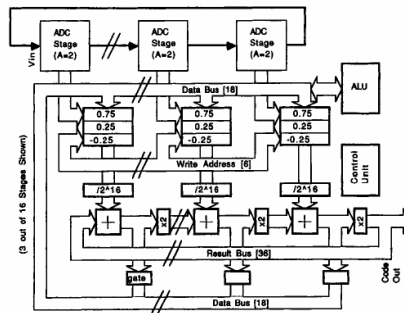 ADC Stage (A=2)
ADC Stage (A=2)
ADC Stage (A=2)
Vin
Data Bus [18]
ALU
0.75
0.25
-0.25
0.75
0.25
-0.25
0.75
0.25
-0.25
Write Address [6]
Control Unit
/2^16
/2^16
/2^16
+
x2
+
x2
+
x2
Result Bus [36]
gate
Code Out
Data Bus [18]
(3 out of 16 Stages Shown)